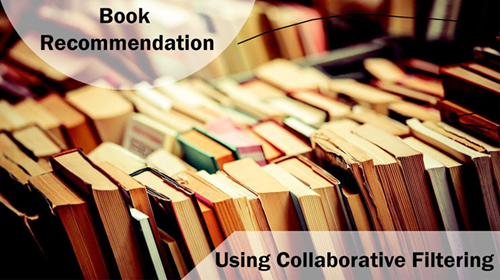 Book
Recommendation
Using Collaborative Filtering